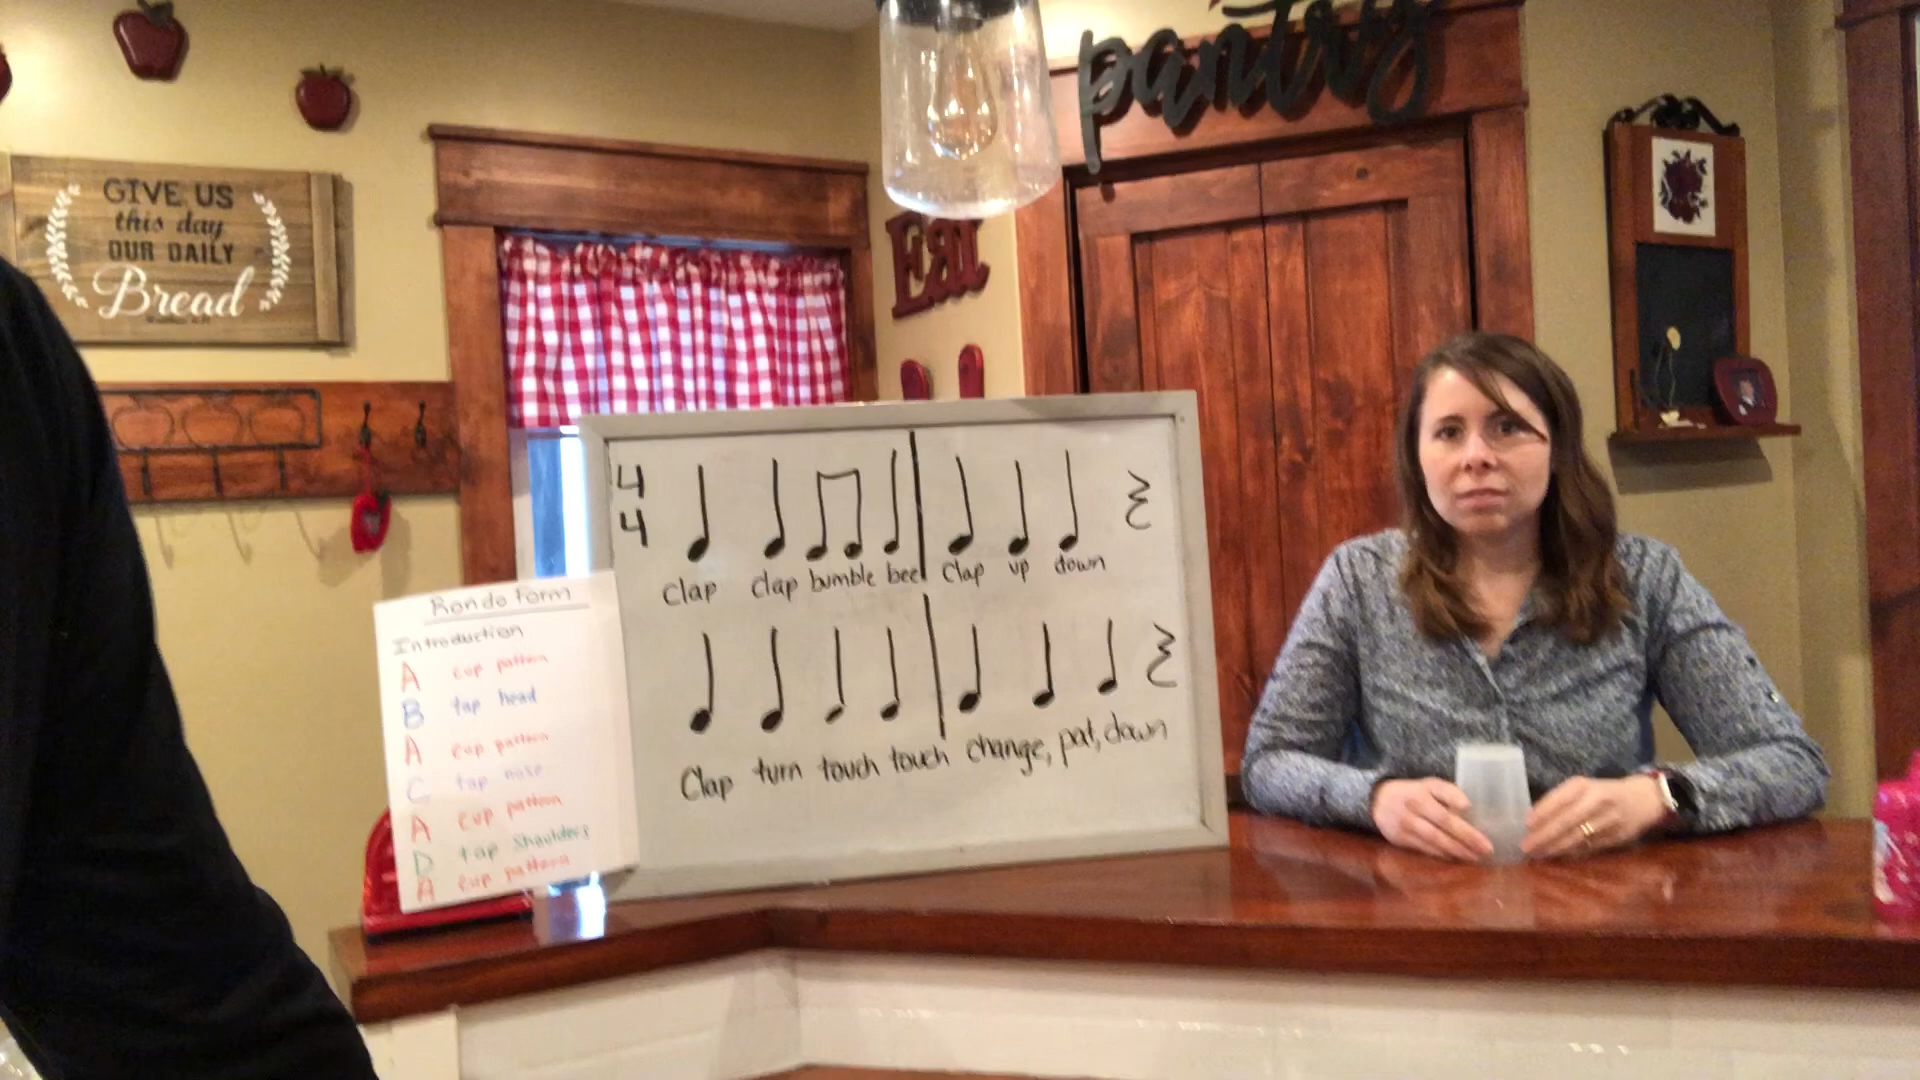 GIVE US
this day
OUR DAILY
Bread
EAT
pantry
4
4
clap clap bumble bee clap up down
Clap turn touch touch change, pat, down
Rondo Form
Introduction
A cup pattern
B tap head
A cup pattern
C tap nose
A cup pattern
D tap shoulders
A cup pattern